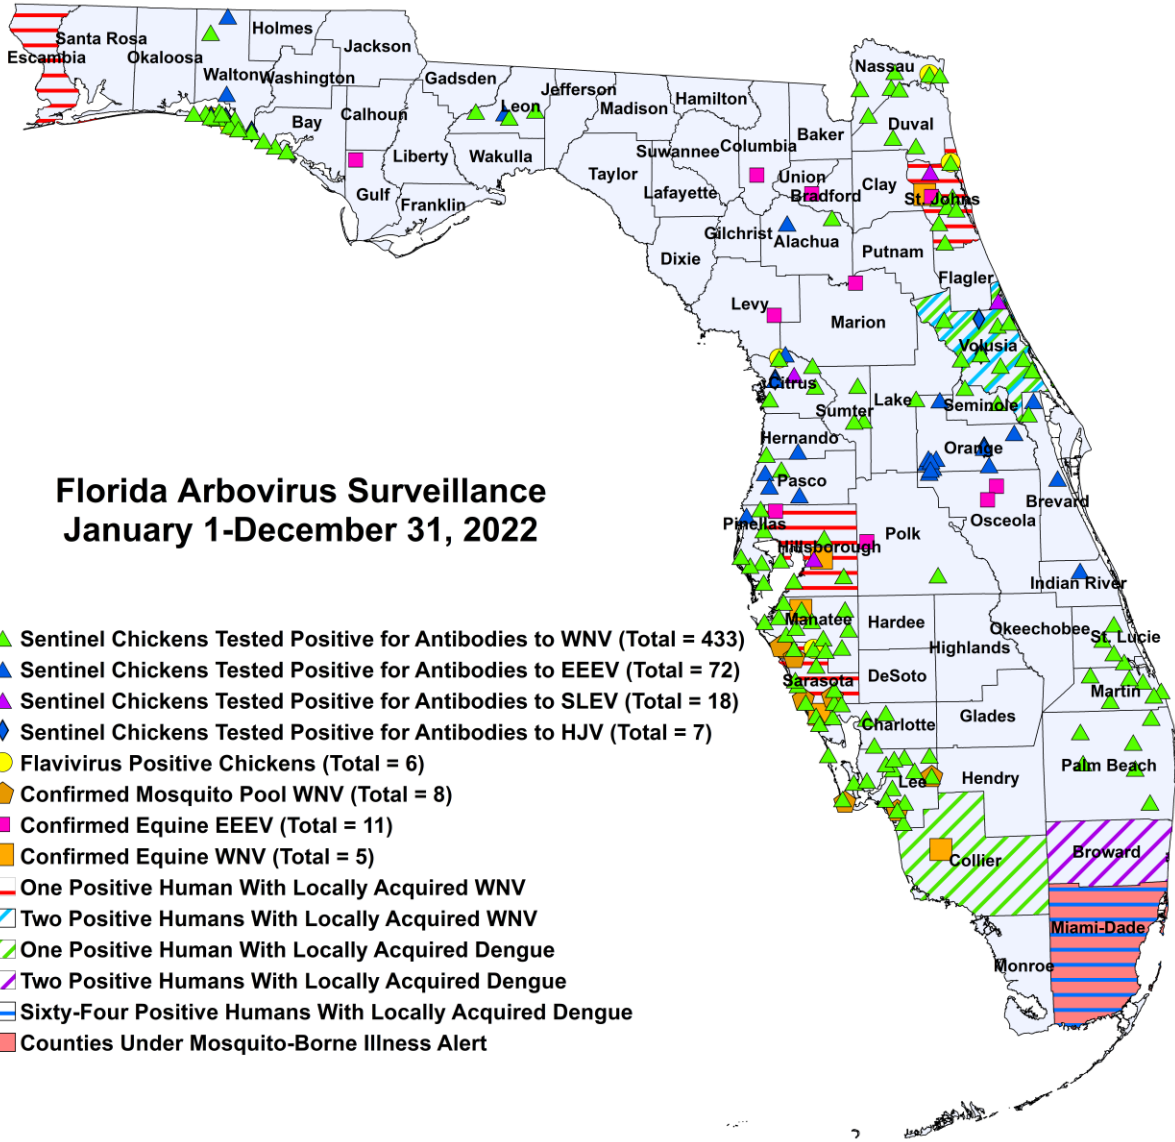 Holmes
Santa Rosa
Jackson
Escambia
Okaloosa
Walton
Washington
Gadsden
Jefferson
Leon
Madison
Hamilton
Nassau
Calhoun
Bay
Duval
Baker
Liberty
Wakulla
Suwannee
Columbia
Taylor
Union
Clay
Gulf
Franklin
Lafayette
Bradford
St. Johns
Gilchrist
Alachua
Dixie
Putnam
Flagler
Levy
Marion
Volusia
Citrus
Sumter
Lake
Seminole
Hernando
Orange
Pasco
Florida Arbovirus Surveillance
January 1-December 31, 2022
Brevard
Pinellas
Osceola
Polk
Hillsborough
Indian River
Manatee
Hardee
Okeechobee
St. Lucie
Highlands
Sarasota
DeSoto
Martin
Charlotte
Glades
Palm Beach
Lee
Hendry
Collier
Broward
Miami-Dade
Monroe
Sentinel Chickens Tested Positive for Antibodies to WNV (Total = 433)
Sentinel Chickens Tested Positive for Antibodies to EEEV (Total = 72)
Sentinel Chickens Tested Positive for Antibodies to SLEV (Total = 18)
Sentinel Chickens Tested Positive for Antibodies to HJV (Total = 7)
Flavivirus Positive Chickens (Total = 6)
Confirmed Mosquito Pool WNV (Total = 8)
Confirmed Equine EEEV (Total = 11)
Confirmed Equine WNV (Total = 5)
One Positive Human With Locally Acquired WNV
Two Positive Humans With Locally Acquired WNV
One Positive Human With Locally Acquired Dengue
Two Positive Humans With Locally Acquired Dengue
Sixty-Four Positive Humans With Locally Acquired Dengue
Counties Under Mosquito-Borne Illness Alert